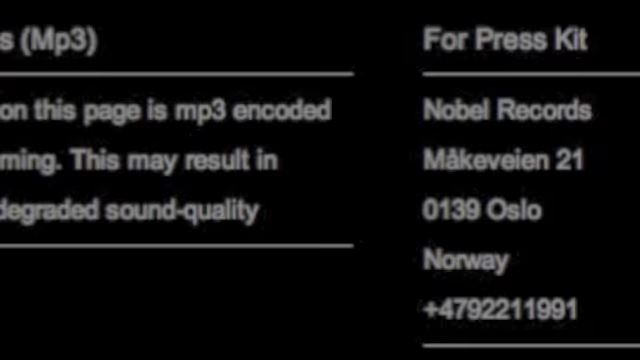 s (Mp3)
on this page is mp3 encoded
ming. This may result in
degraded sound-quality
For Press Kit
Nobel Records
Måkeveien 21
0139 Oslo
Norway
+4792211991